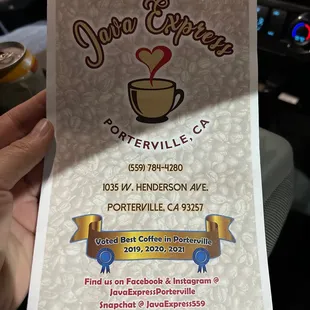 Java Express
PORTERVILLE, CA
(559) 784-4280
1035 W. HENDERSON AVE.
PORTERVILLE, CA 93257
Voted Best Coffee in Porterville
2019, 2020, 2021
Find us on Facebook & Instagram @
JavaExpressPorterville
Snapchat @ JavaExpress559